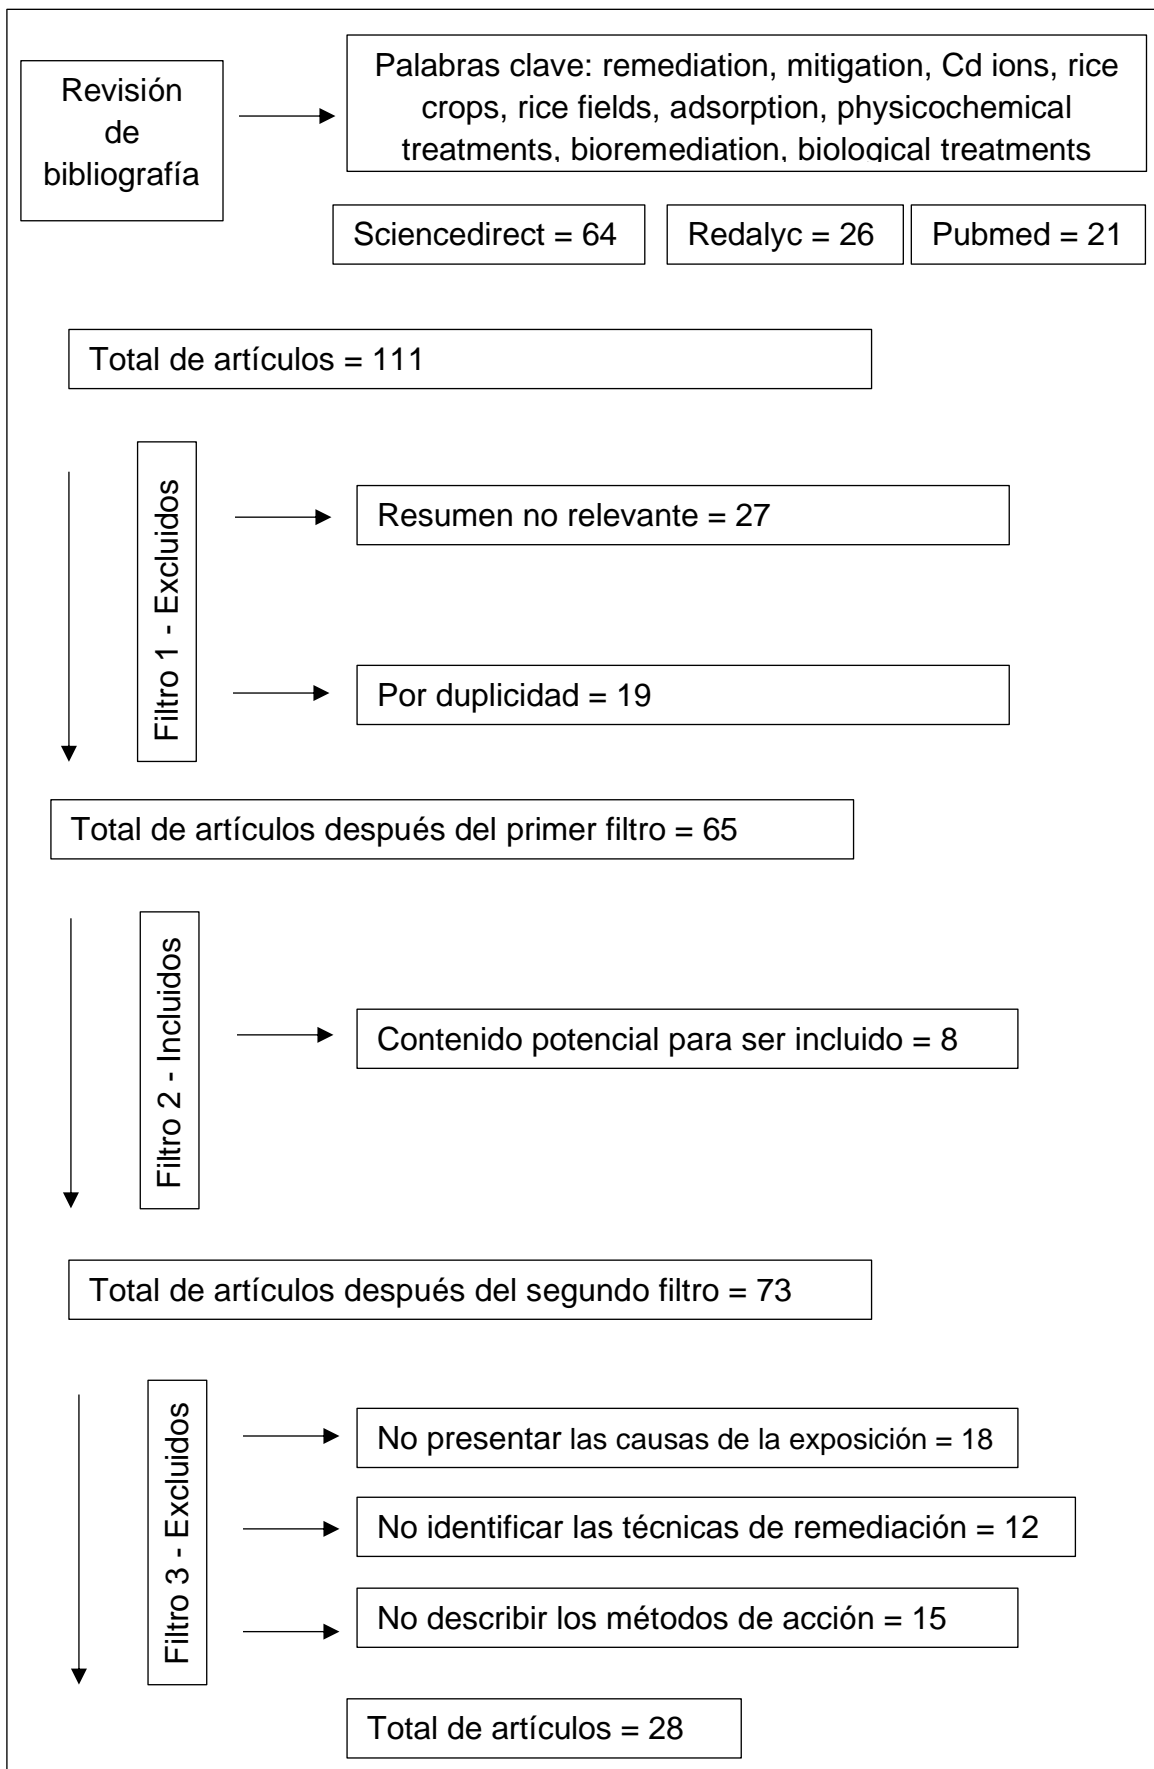 Revisión
de
bibliografía
Palabras clave: remediation, mitigation, Cd ions, rice
crops, rice fields, adsorption, physicochemical
treatments, bioremediation, biological treatments
Sciencedirect = 64
Redalyc = 26
Pubmed = 21
Total de artículos = 111
Filtro 1 - Excluidos
Resumen no relevante = 27
Por duplicidad = 19
Total de artículos después del primer filtro = 65
Filtro 2 - Incluidos
Contenido potencial para ser incluido = 8
Total de artículos después del segundo filtro = 73
Filtro 3 - Excluidos
No presentar las causas de la exposición = 18
No identificar las técnicas de remediación = 12
No describir los métodos de acción = 15
Total de artículos = 28